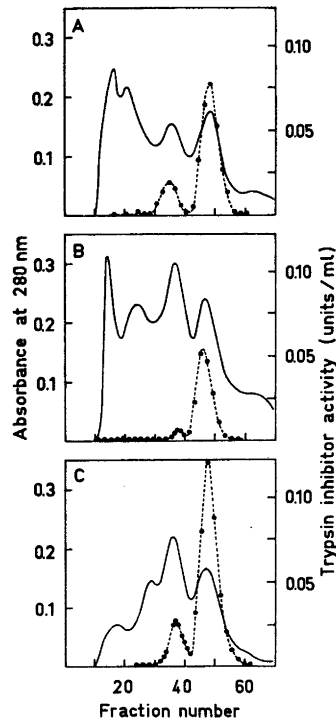 A
0.3
0.2
0.1
0.10
0.05
B
0.3
0.2
0.1
0.10
0.05
C
0.3
0.2
0.1
0.10
0.05
20 40 60
Fraction number
Absorbance at 280 nm
Trypsin inhibitor activity (units/ml)